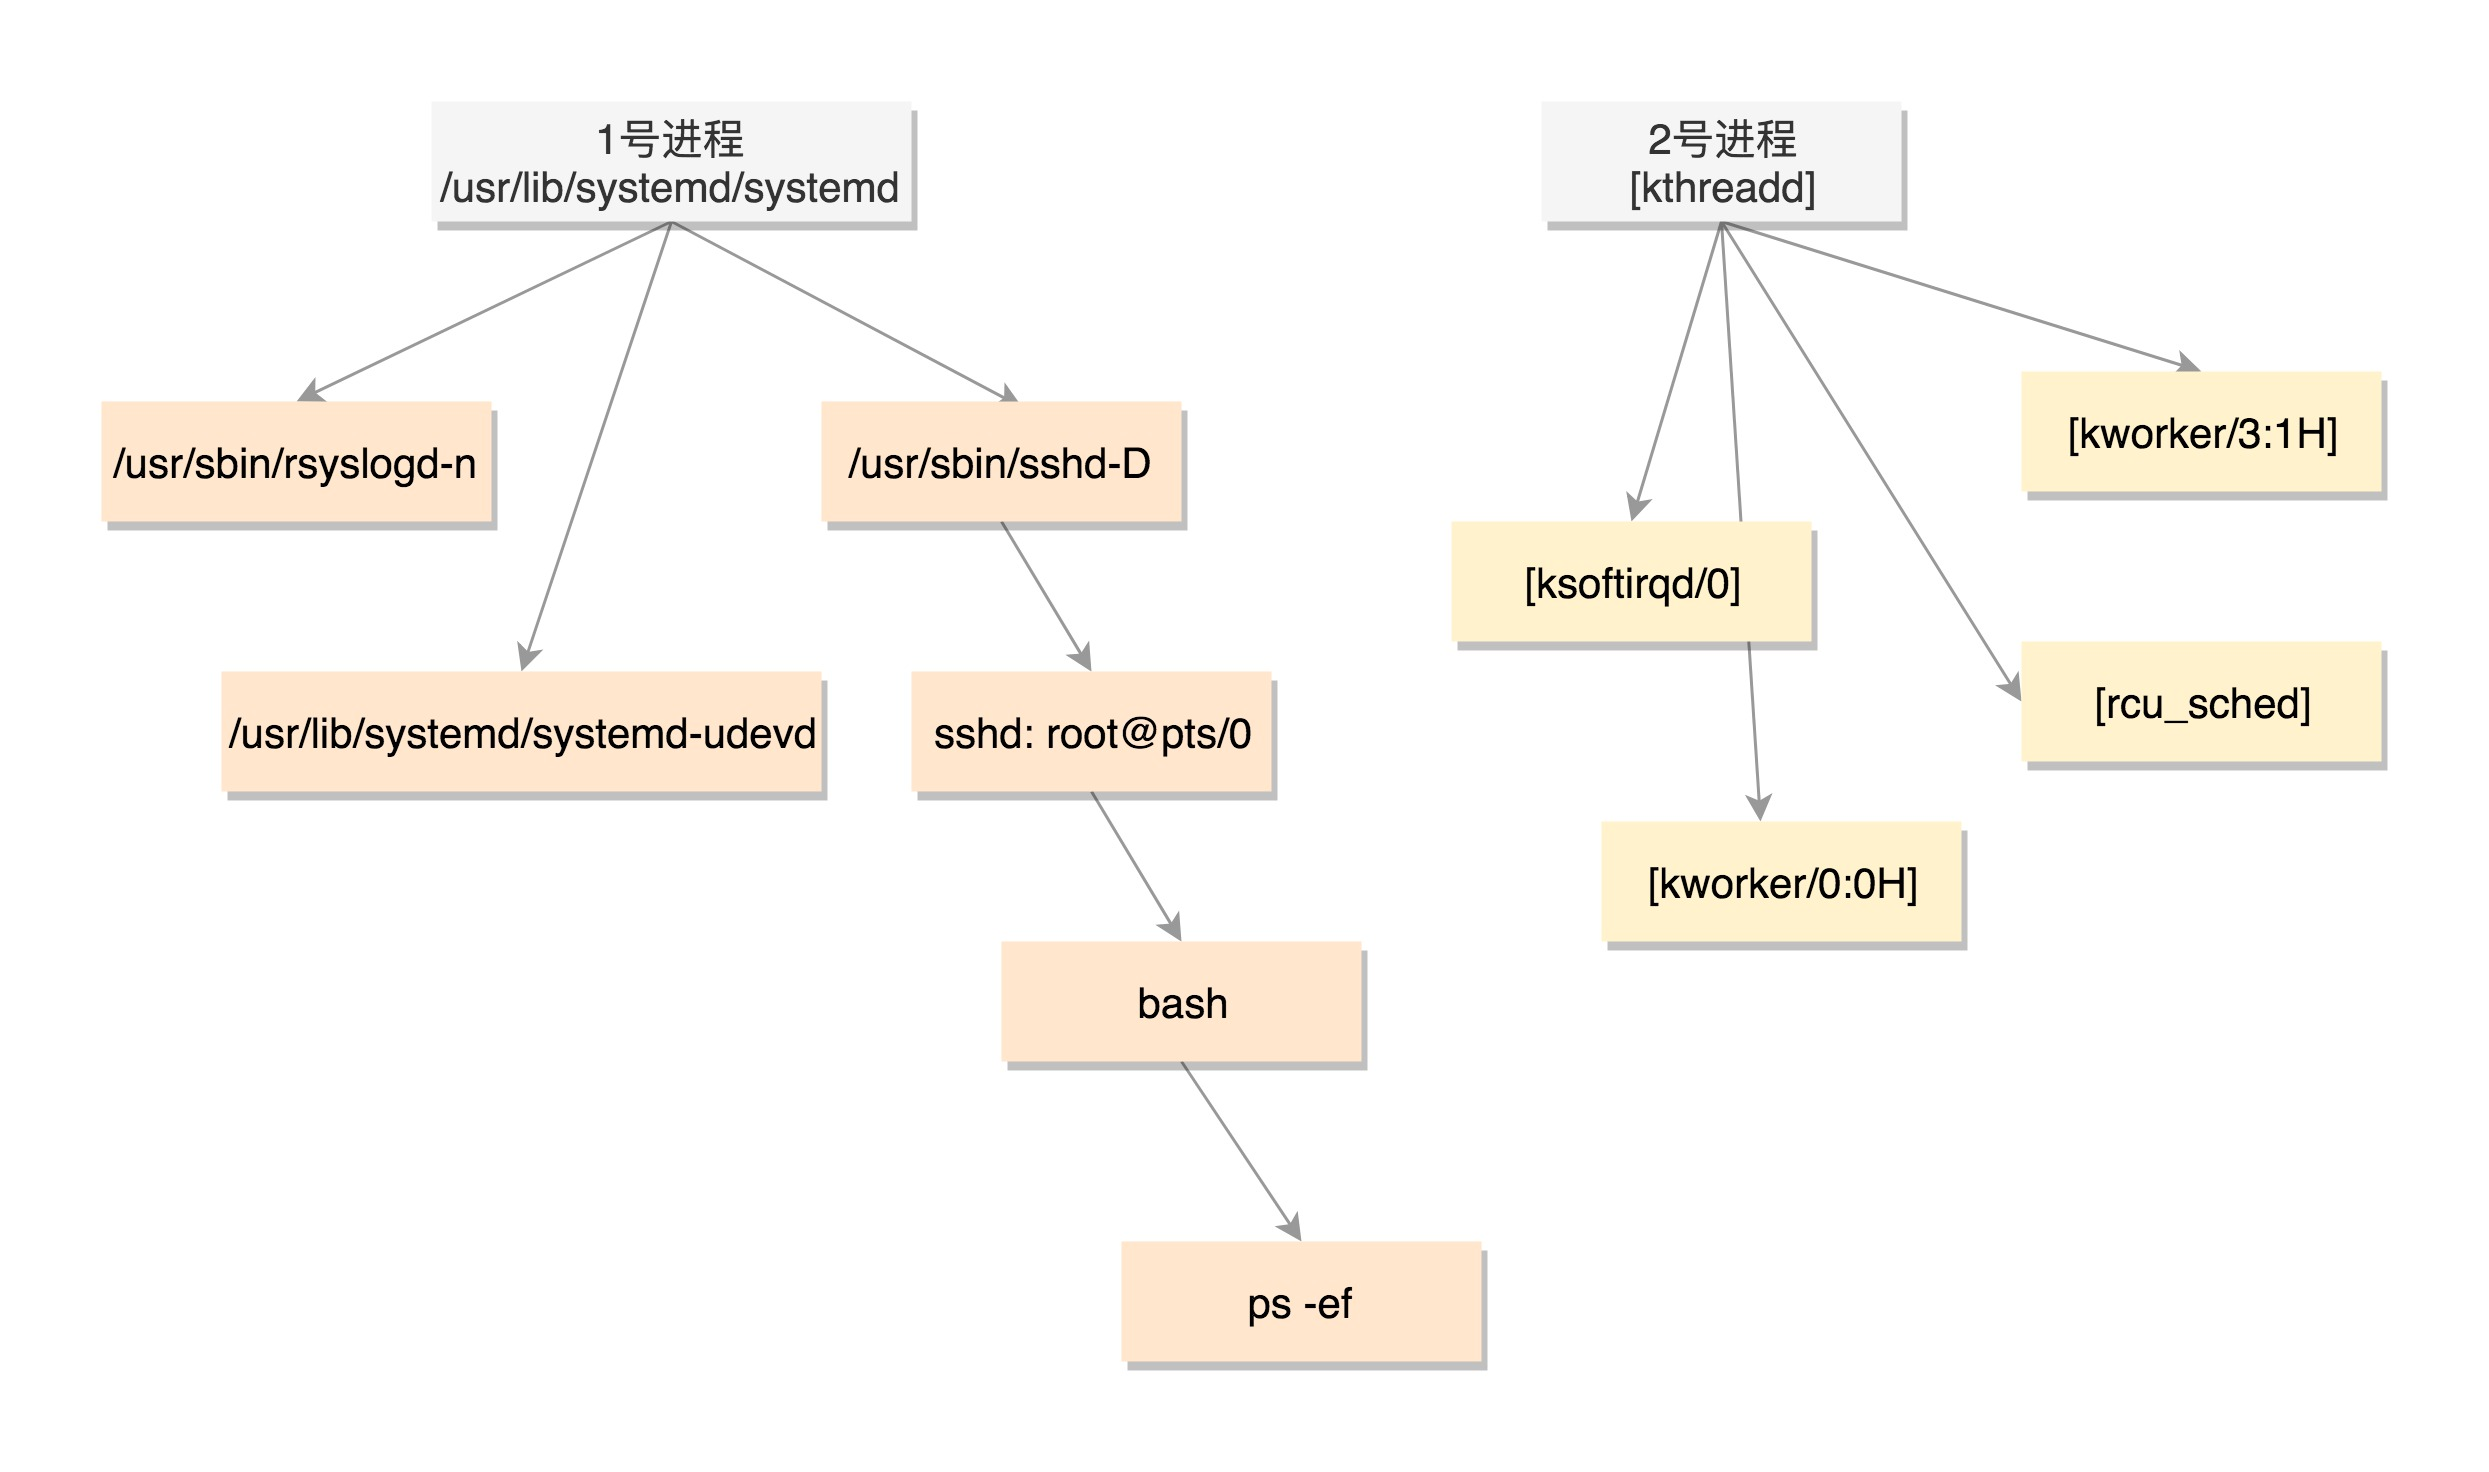 1号进程
/usr/lib/systemd/systemd
2号进程
[kthreadd]
/usr/sbin/rsyslogd-n
/usr/sbin/sshd-D
[kworker/3:1H]
[ksoftirqd/0]
/usr/lib/systemd/systemd-udevd
sshd: root@pts/0
[rcu_sched]
[kworker/0:0H]
bash
ps -ef